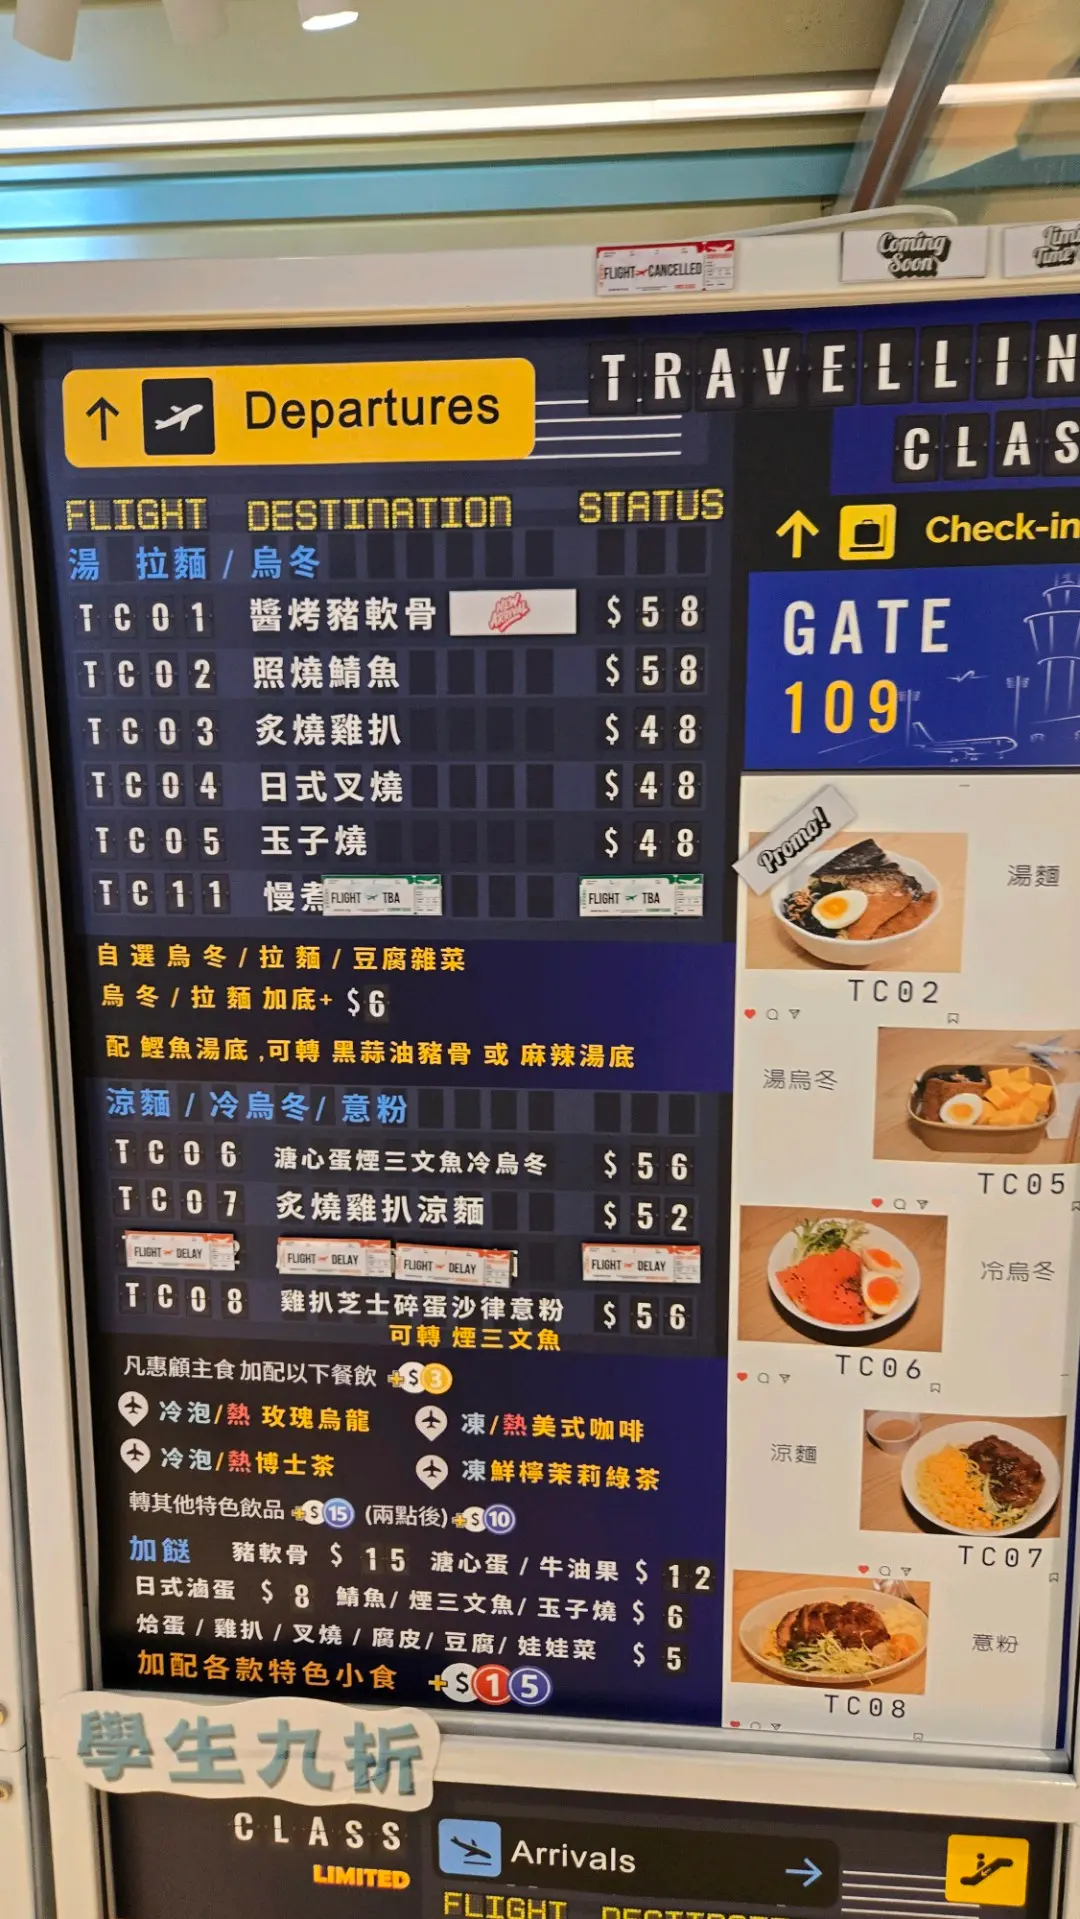 FLIGHT CANCELLED
Coming Soon
Time
↑ Departures
TRAVELLIN
CLAS
FLIGHT DESTINATION STATUS
湯 拉麵 / 烏冬
TC01 醬烤豬軟骨 NEW ARRIVAL $58
TC02 照燒鯖魚 $58
TC03 炙燒雞扒 $48
TC04 日式叉燒 $48
TC05 玉子燒 $48
TC11 慢煮 FLIGHT TBA FLIGHT TBA
自選烏冬/拉麵/豆腐雜菜
烏冬/拉麵加底+ $6
配 鰹魚湯底,可轉 黑蒜油豬骨 或 麻辣湯底
涼麵 / 冷烏冬/ 意粉
TC06 溏心蛋煙三文魚冷烏冬 $56
TC07 炙燒雞扒涼麵 $52
FLIGHT DELAY FLIGHT DELAY FLIGHT DELAY FLIGHT DELAY
TC08 雞扒芝士碎蛋沙律意粉 $56
可轉 煙三文魚
凡惠顧主食加配以下餐飲 +$3
冷泡/熱 玫瑰烏龍 凍/熱美式咖啡
冷泡/熱博士茶 凍鮮檸茉莉綠茶
轉其他特色飲品 +$15 (兩點後)+$10
加餸 豬軟骨 $15 溏心蛋 / 牛油果 $12
日式滷蛋 $8 鯖魚/ 煙三文魚/ 玉子燒 $6
烚蛋 / 雞扒 / 叉燒 / 腐皮/ 豆腐/ 娃娃菜 $5
加配各款特色小食 +$15
↑ Check-in
GATE
109
Promo!
湯麵
TC02
湯烏冬
TC05
冷烏冬
TC06
涼麵
TC07
意粉
TC08
學生九折
CLASS
LIMITED
Arrivals →
FLIGHT